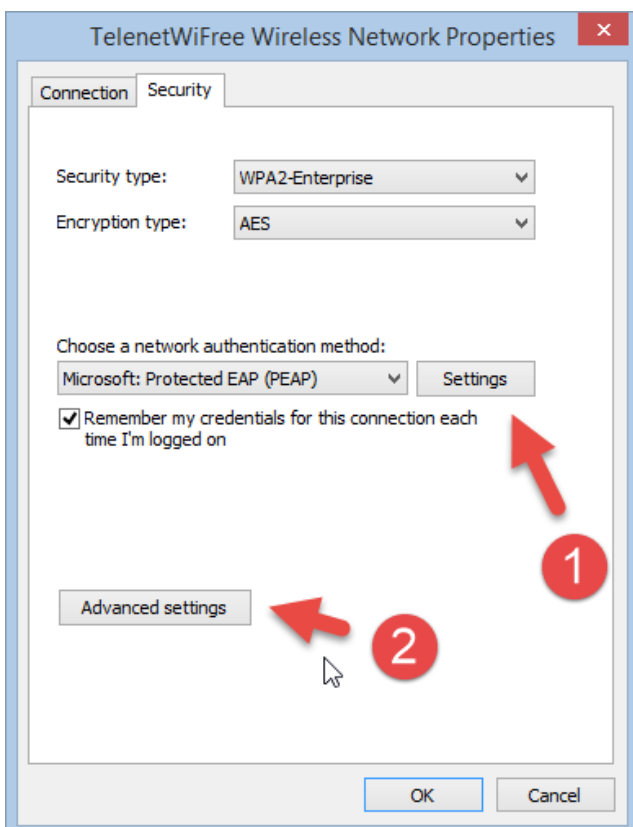 TelenetWiFree Wireless Network Properties
Connection Security
Security type: WPA2-Enterprise
Encryption type: AES
Choose a network authentication method:
Microsoft: Protected EAP (PEAP) Settings
Remember my credentials for this connection each
time I'm logged on
1
Advanced settings
2
OK Cancel